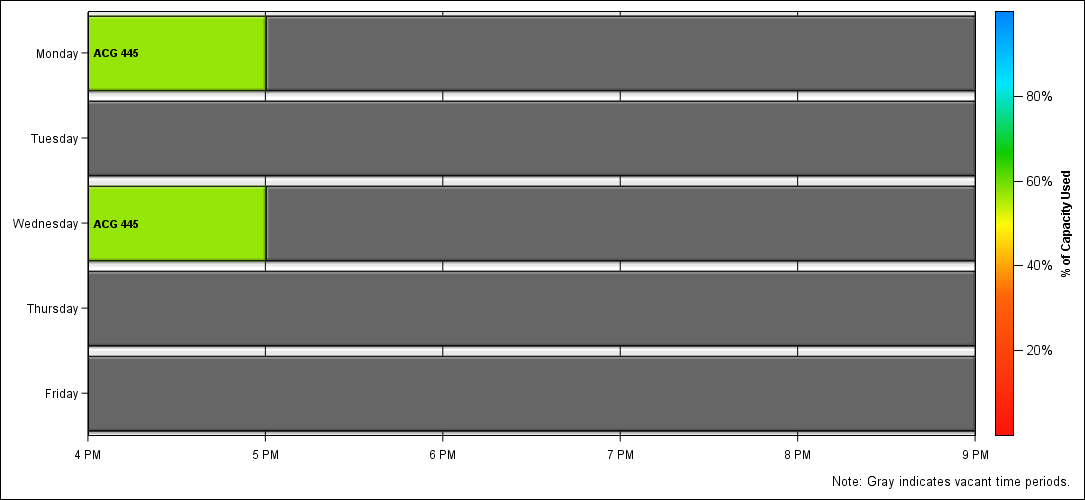 Monday
ACG 445
Tuesday
Wednesday
ACG 445
Thursday
Friday
4 PM 5 PM 6 PM 7 PM 8 PM 9 PM
80%
60%
40%
20%
% of Capacity Used
Note: Gray indicates vacant time periods.